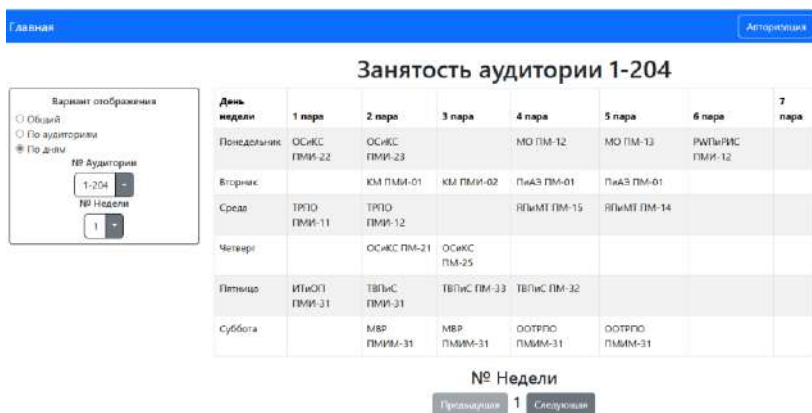 Главная
Авторизация
Занятость аудитории 1-204
Вариант отображения
Общий
По аудиториям
По дням
№ Аудитории
1-204
№ Недели
1
День недели 1 пара 2 пара 3 пара 4 пара 5 пара 6 пара 7 пара
Понедельник ОСиКС ПМИ-22 ОСиКС ПМИ-23 МО ПМ-12 МО ПМ-13 РWПиРИС ПМИ-12
Вторник КМ ПМИ-01 КМ ПМИ-02 ПиАЭ ПМ-01 ПиАЭ ПМ-01
Среда ТРПО ПМИ-11 ТРПО ПМИ-12 ЯПиМТ ПМ-15 ЯПиМТ ПМ-14
Четверг ОСиКС ПМ-21 ОСиКС ПМ-25
Пятница ИТиОП ПМИ-31 ТВПиС ПМИ-31 ТВПиС ПМ-33 ТВПиС ПМ-32
Суббота МВР ПМИМ-31 МВР ПМИМ-31 ООТРПО ПМИМ-31 ООТРПО ПМИМ-31
№ Недели
Предыдущая 1 Следующая